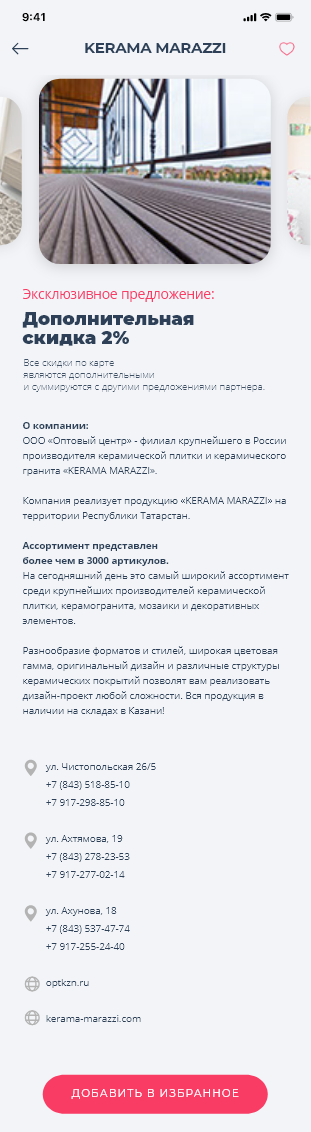 9:41
KERAMA MARAZZI
Эксклюзивное предложение:
Дополнительная
скидка 2%
Все скидки по карте
являются дополнительными
и суммируются с другими предложениями партнера.
О компании:
ООО «Оптовый центр» - филиал крупнейшего в России
производителя керамической плитки и керамического
гранита «KERAMA MARAZZI».
Компания реализует продукцию «KERAMA MARAZZI» на
территории Республики Татарстан.
Ассортимент представлен
более чем в 3000 артикулов.
На сегодняшний день это самый широкий ассортимент
среди крупнейших производителей керамической
плитки, керамогранита, мозаики и декоративных
элементов.
Разнообразие форматов и стилей, широкая цветовая
гамма, оригинальный дизайн и различные структуры
керамических покрытий позволят вам реализовать
дизайн-проект любой сложности. Вся продукция в
наличии на складах в Казани!
ул. Чистопольская 26/5
+7 (843) 518-85-10
+7 917-298-85-10
ул. Ахтямова, 19
+7 (843) 278-23-53
+7 917-277-02-14
ул. Ахунова, 18
+7 (843) 537-47-74
+7 917-255-24-40
optkzn.ru
kerama-marazzi.com
ДОБАВИТЬ В ИЗБРАННОЕ